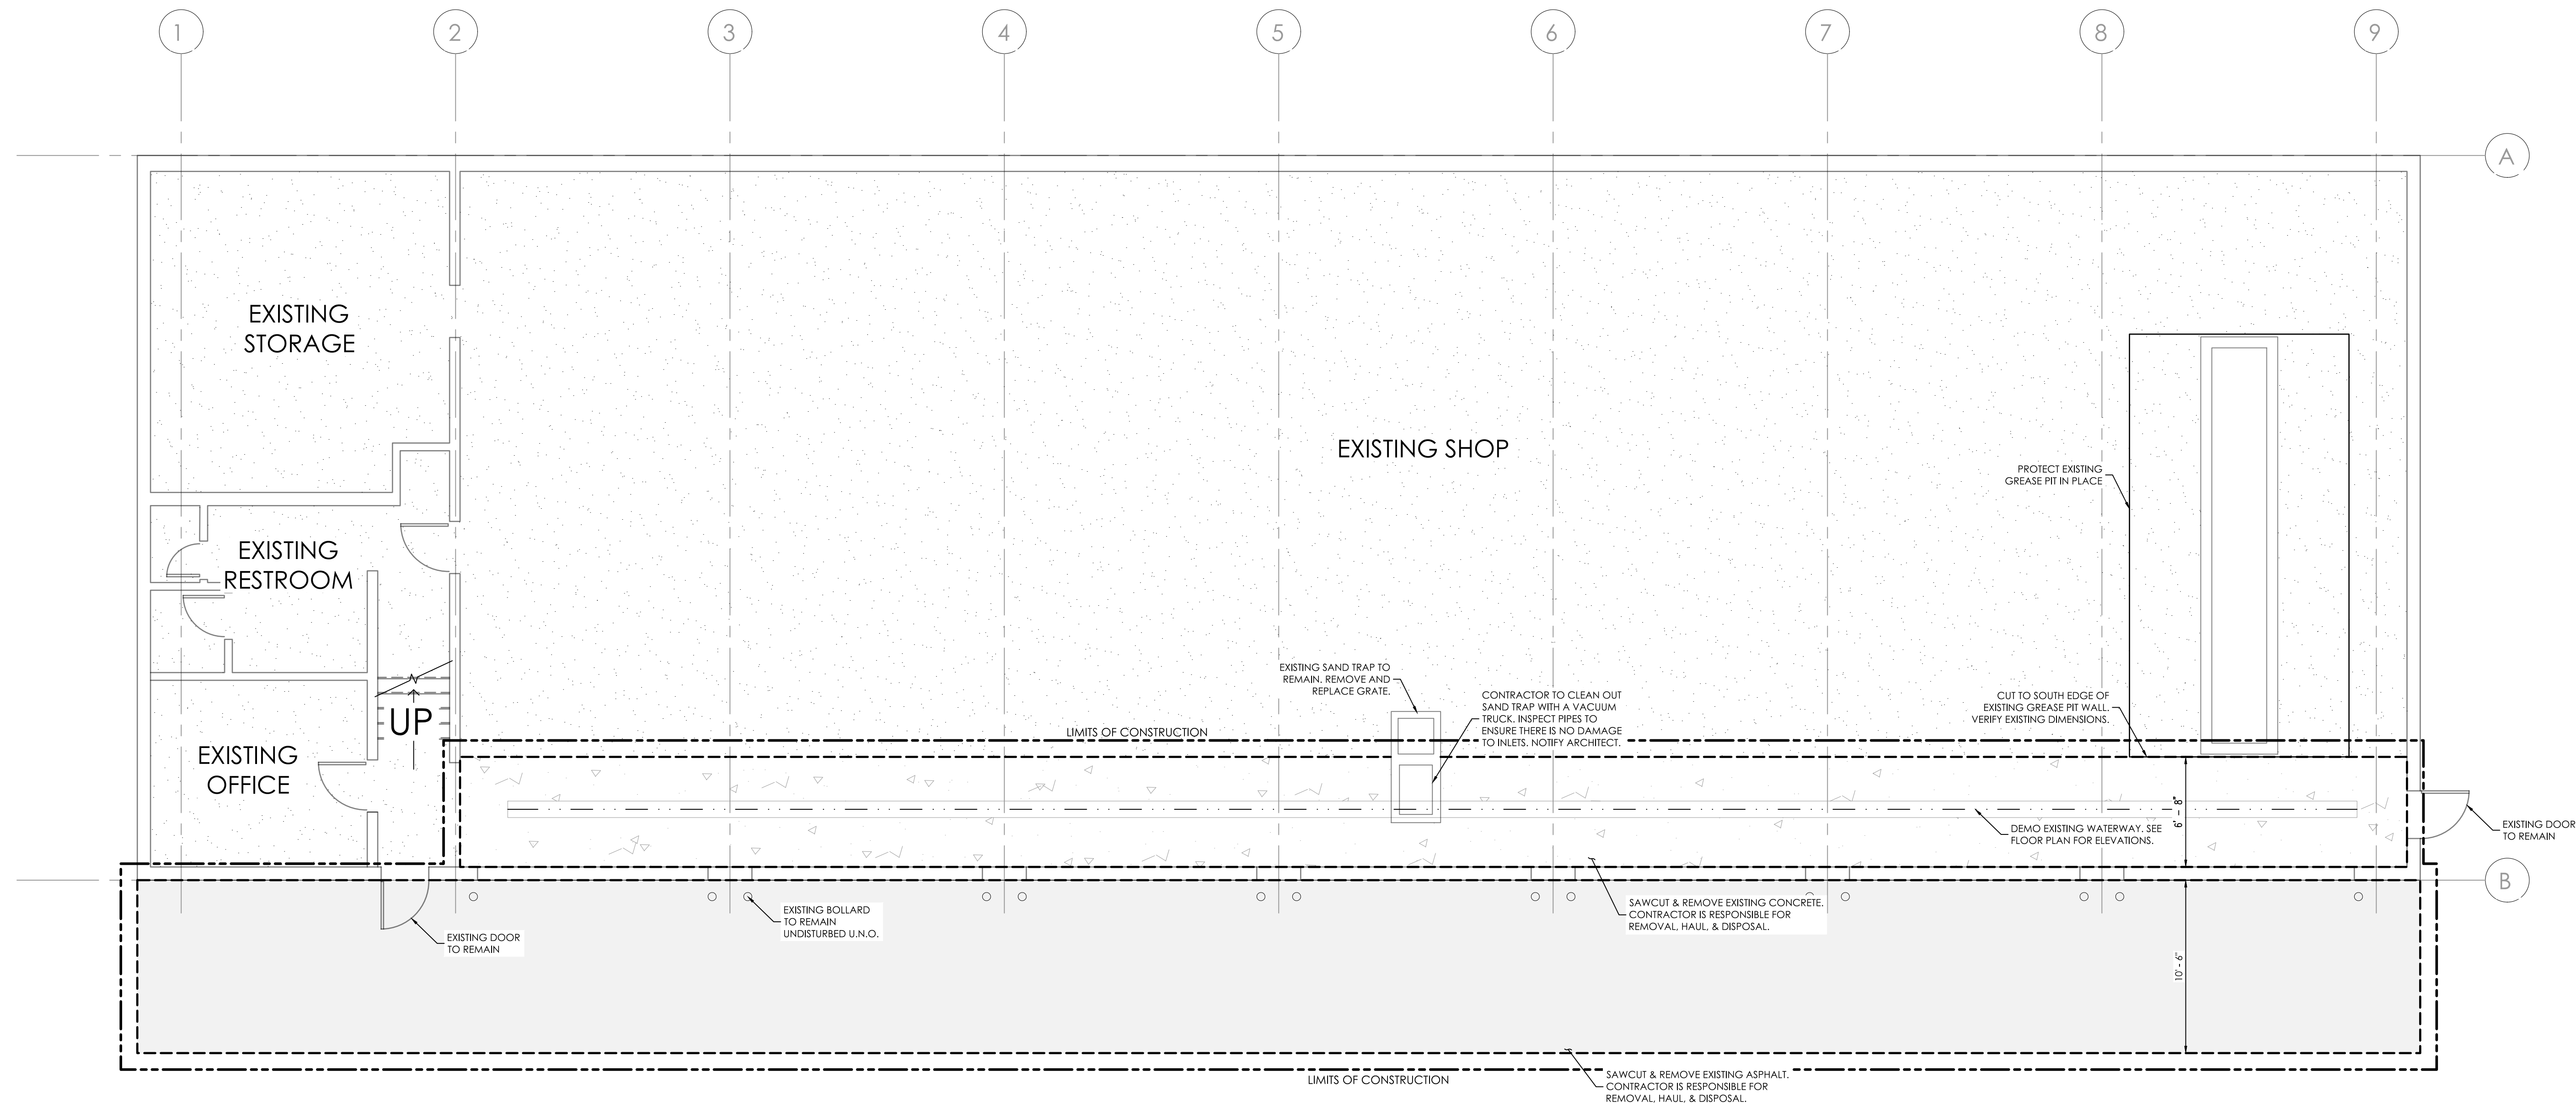 1
2
3
4
5
6
7
8
9
A
EXISTING
STORAGE
EXISTING SHOP
PROTECT EXISTING
GREASE PIT IN PLACE
EXISTING
RESTROOM
EXISTING SAND TRAP TO
REMAIN. REMOVE AND
REPLACE GRATE.
CONTRACTOR TO CLEAN OUT
SAND TRAP WITH A VACUUM
TRUCK. INSPECT PIPES TO
ENSURE THERE IS NO DAMAGE
TO INLETS. NOTIFY ARCHITECT.
CUT TO SOUTH EDGE OF
EXISTING GREASE PIT WALL.
VERIFY EXISTING DIMENSIONS.
UP
LIMITS OF CONSTRUCTION
EXISTING
OFFICE
6' - 8"
DEMO EXISTING WATERWAY. SEE
FLOOR PLAN FOR ELEVATIONS.
EXISTING DOOR
TO REMAIN
B
EXISTING DOOR
TO REMAIN
EXISTING BOLLARD
TO REMAIN
UNDISTURBED U.N.O.
SAWCUT & REMOVE EXISTING CONCRETE.
CONTRACTOR IS RESPONSIBLE FOR
REMOVAL, HAUL, & DISPOSAL.
10' - 6"
LIMITS OF CONSTRUCTION
SAWCUT & REMOVE EXISTING ASPHALT.
CONTRACTOR IS RESPONSIBLE FOR
REMOVAL, HAUL, & DISPOSAL.